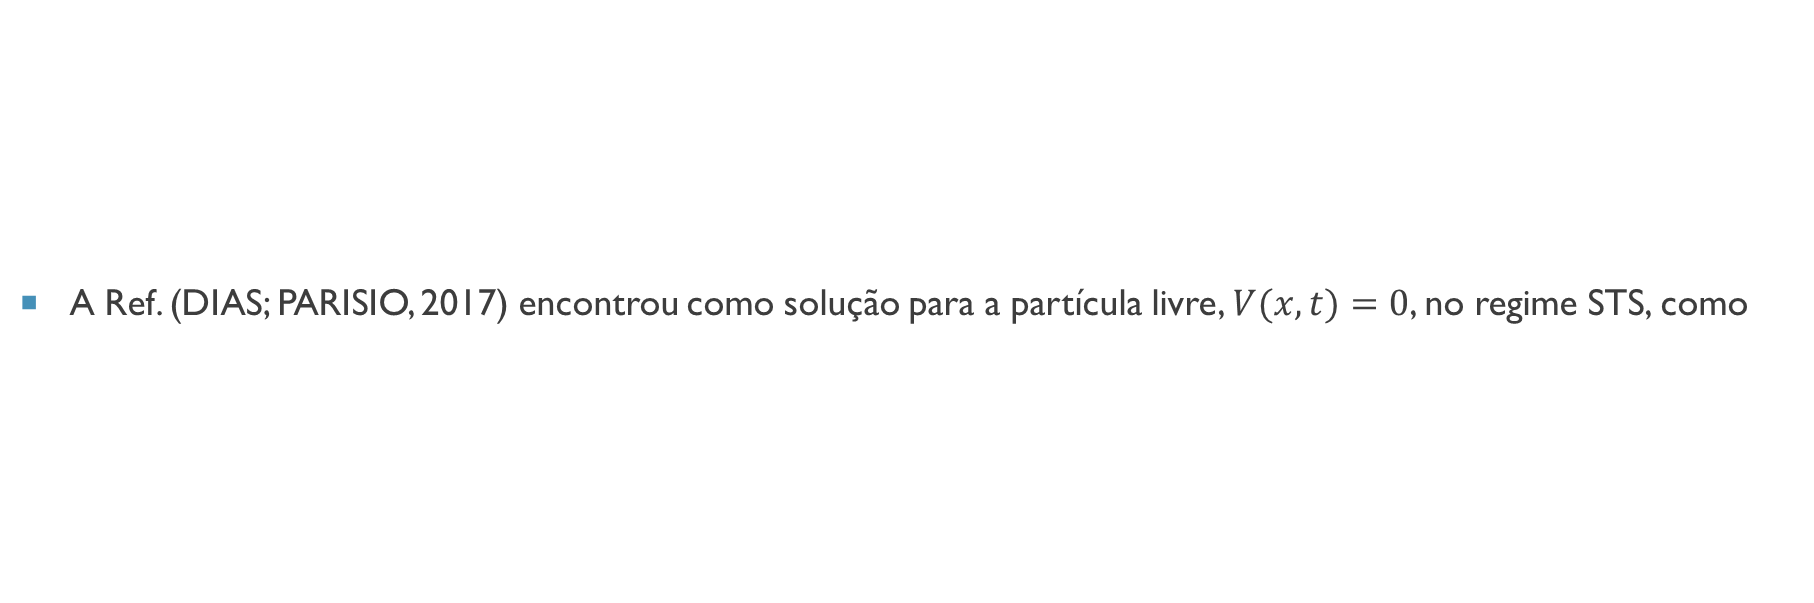 ▪ A Ref. (DIAS; PARISIO, 2017) encontrou como solução para a partícula livre, V(x, t) = 0, no regime STS, como